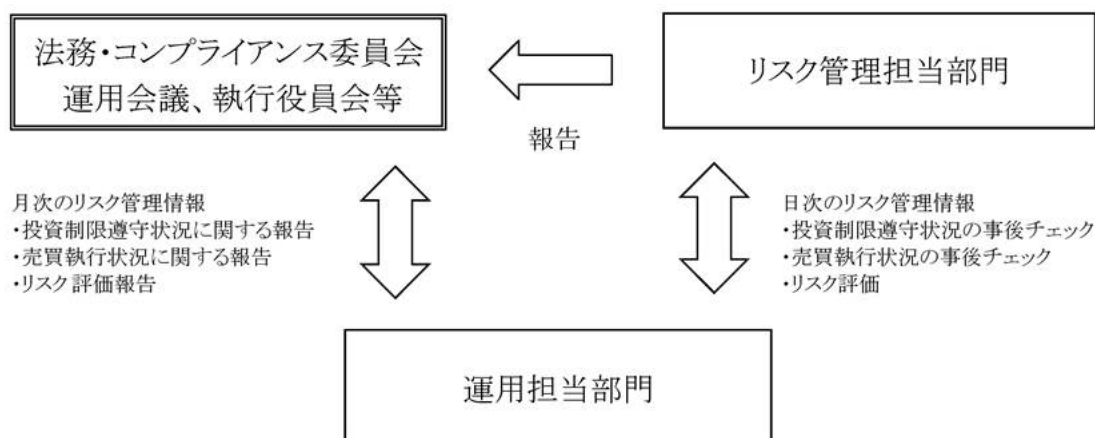 法務・コンプライアンス委員会
運用会議、執行役員会等
リスク管理担当部門
報告
月次のリスク管理情報
・投資制限遵守状況に関する報告
・売買執行状況に関する報告
・リスク評価報告
日次のリスク管理情報
・投資制限遵守状況の事後チェック
・売買執行状況の事後チェック
・リスク評価
運用担当部門